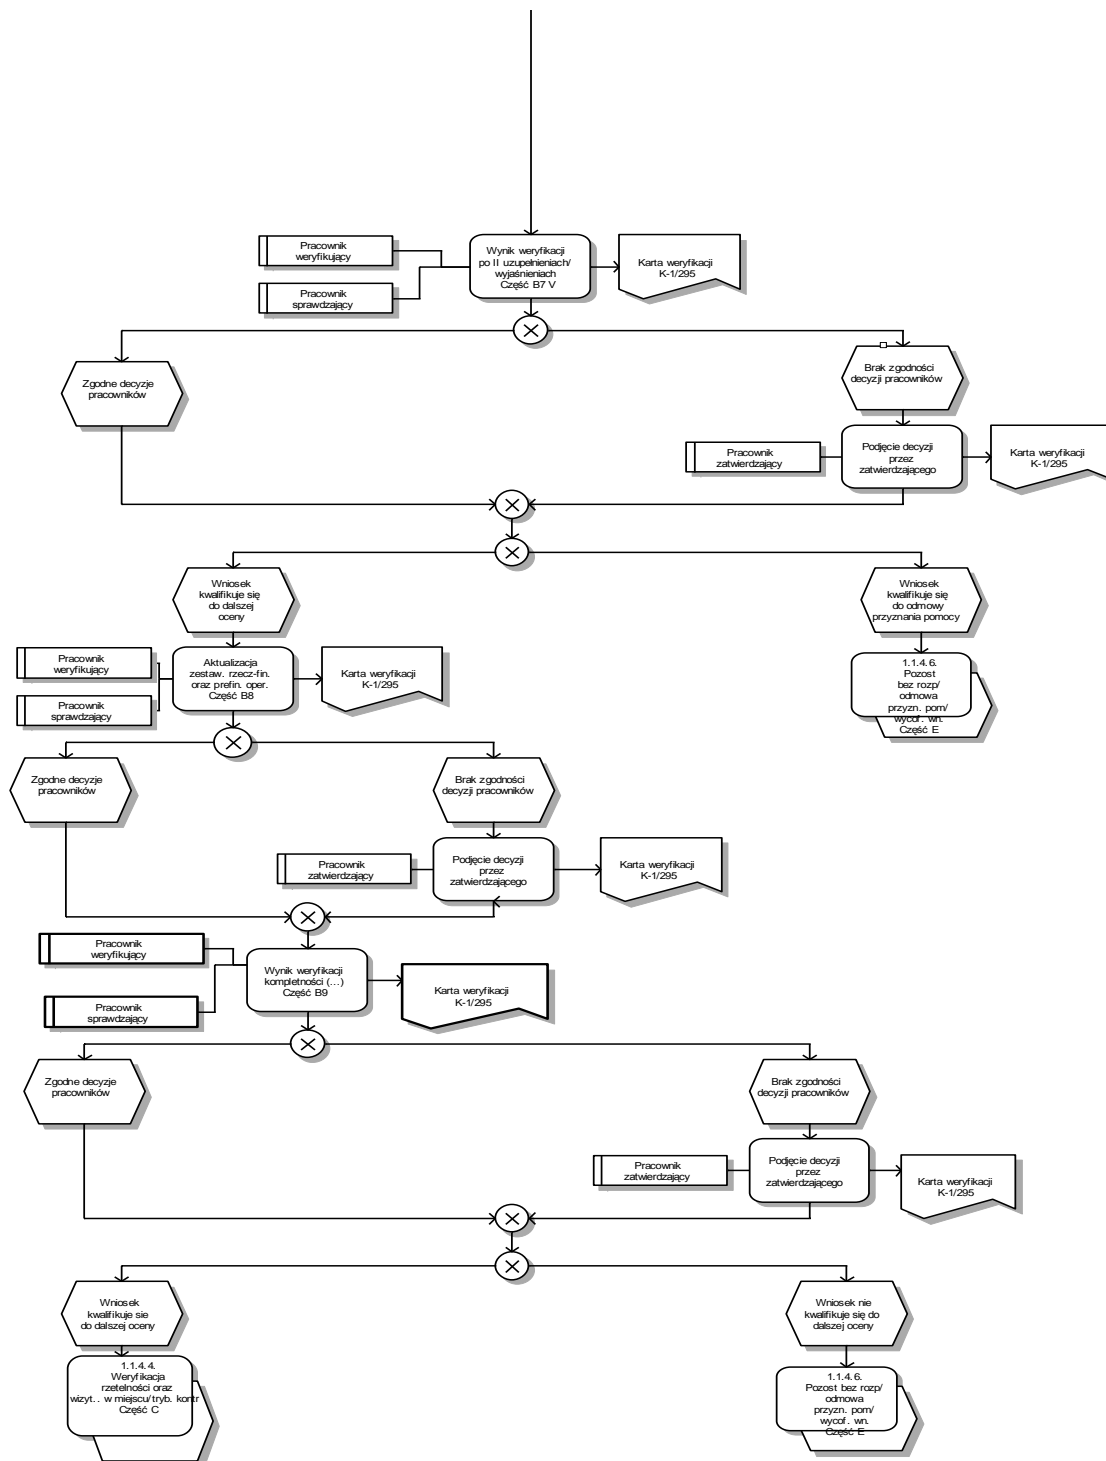 Pracownik
weryfikujący
Pracownik
sprawdzający
Wynik weryfikacji
po II uzupełnieniach/
wyjaśnieniach
Część B7 V
Karta weryfikacji
K-1/295
Zgodne decyzje
pracowników
Brak zgodności
decyzji pracowników
Pracownik
zatwierdzający
Podjęcie decyzji
przez
zatwierdzającego
Karta weryfikacji
K-1/295
Wniosek
kwalifikuje się
do dalszej
oceny
Wniosek
kwalifikuje się
do odmowy
przyznania pomocy
Pracownik
weryfikujący
Pracownik
sprawdzający
Aktualizacja
zestaw. rzecz-fin.
oraz prefin. oper.
Część B8
Karta weryfikacji
K-1/295
1.1.4.6.
Pozost
bez rozp/
odmowa
przyzn. pom/
wycof. wn.
Część E
Zgodne decyzje
pracowników
Brak zgodności
decyzji pracowników
Pracownik
zatwierdzający
Podjęcie decyzji
przez
zatwierdzającego
Karta weryfikacji
K-1/295
Pracownik
weryfikujący
Pracownik
sprawdzający
Wynik weryfikacji
kompletności (...)
Część B9
Karta weryfikacji
K-1/295
Zgodne decyzje
pracowników
Brak zgodności
decyzji pracowników
Pracownik
zatwierdzający
Podjęcie decyzji
przez
zatwierdzającego
Karta weryfikacji
K-1/295
Wniosek
kwalifikuje sie
do dalszej oceny
Wniosek nie
kwalifikuje się do
dalszej oceny
1.1.4.4.
Weryfikacja
rzetelności oraz
wizyt.. w miejscu/tryb. kontr
Część C
1.1.4.6.
Pozost bez rozp/
odmowa
przyzn. pom/
wycof. wn.
Część E